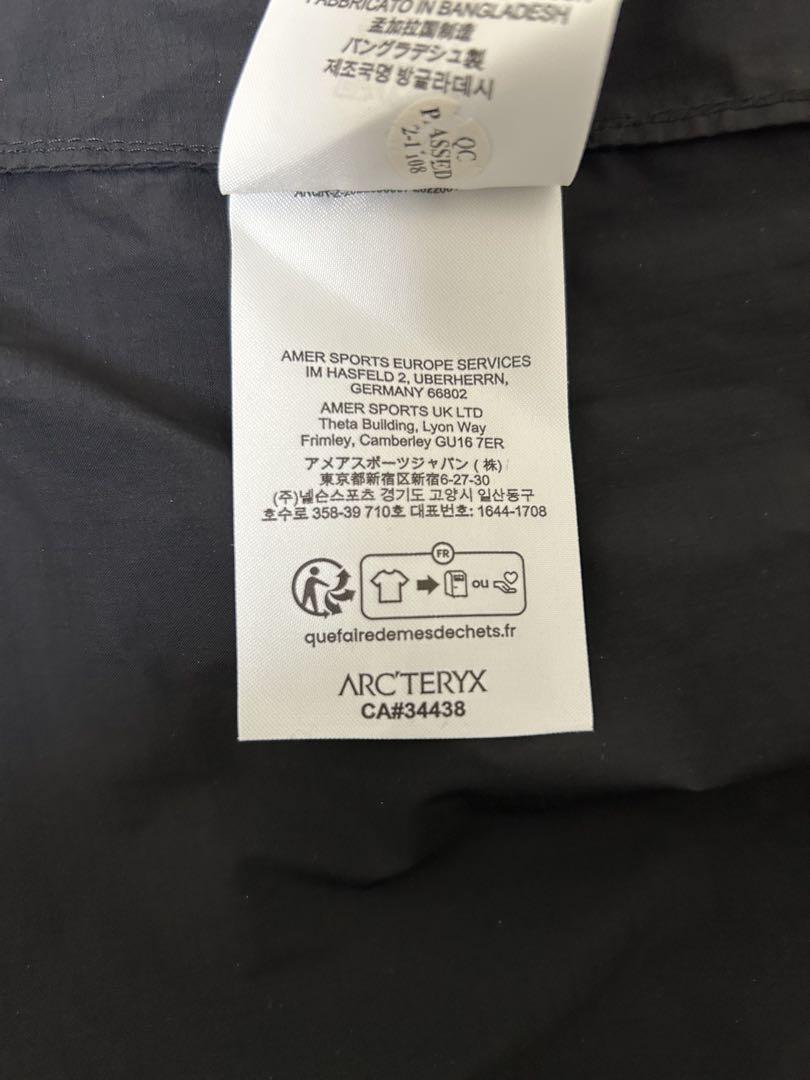 FABBRICATO IN BANGLADESH
孟加拉国制造
バングラデシュ製
제조국명 방글라데시
QC
PASSED
AMER SPORTS EUROPE SERVICES
IM HASFELD 2, UBERHERRN,
GERMANY 66802
AMER SPORTS UK LTD
Theta Building, Lyon Way
Frimley, Camberley GU16 7ER
アメアスポーツジャパン (株)
東京都新宿区新宿6-27-30
(주)넬슨스포츠 경기도 고양시 일산동구
호수로 358-39 710호 대표번호: 1644-1708
FR
ou
quefairedemesdechets.fr
ARC'TERYX
CA#34438